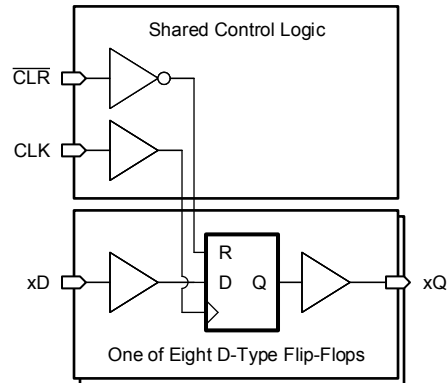 Shared Control Logic
CLR
CLK
R
xD
D
Q
xQ
One of Eight D-Type Flip-Flops